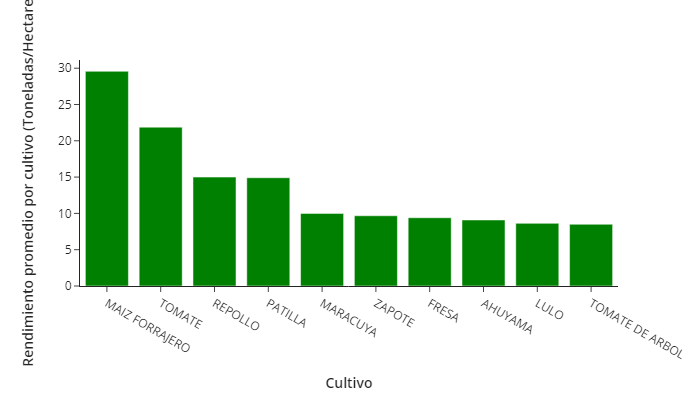 Rendimiento promedio por cultivo (Toneladas/Hectare
30
25
20
15
10
5
0
MAIZ FORRAJERO
TOMATE
REPOLLO
PATILLA
MARACUYA
ZAPOTE
FRESA
AHUYAMA
LULO
TOMATE DE ARBOL
Cultivo